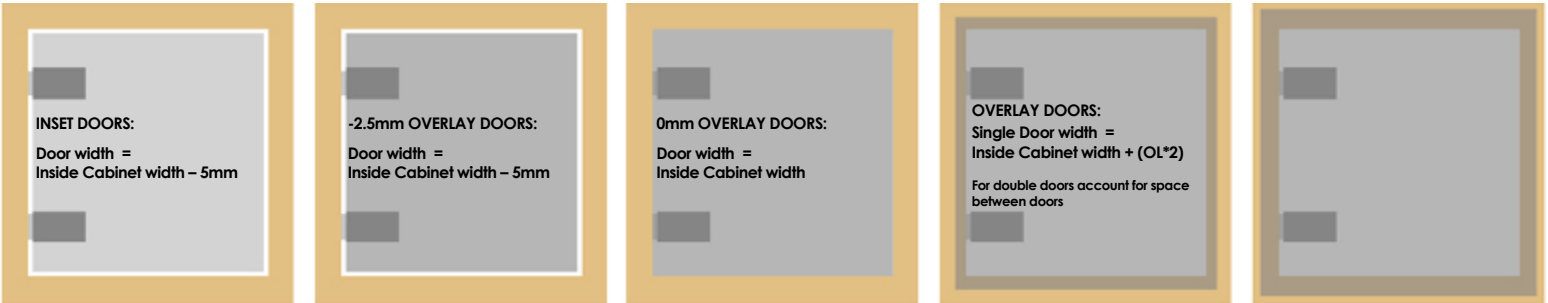 INSET DOORS:
Door width =
Inside Cabinet width – 5mm
-2.5mm OVERLAY DOORS:
Door width =
Inside Cabinet width – 5mm
0mm OVERLAY DOORS:
Door width =
Inside Cabinet width
OVERLAY DOORS:
Single Door width =
Inside Cabinet width + (OL*2)
For double doors account for space
between doors